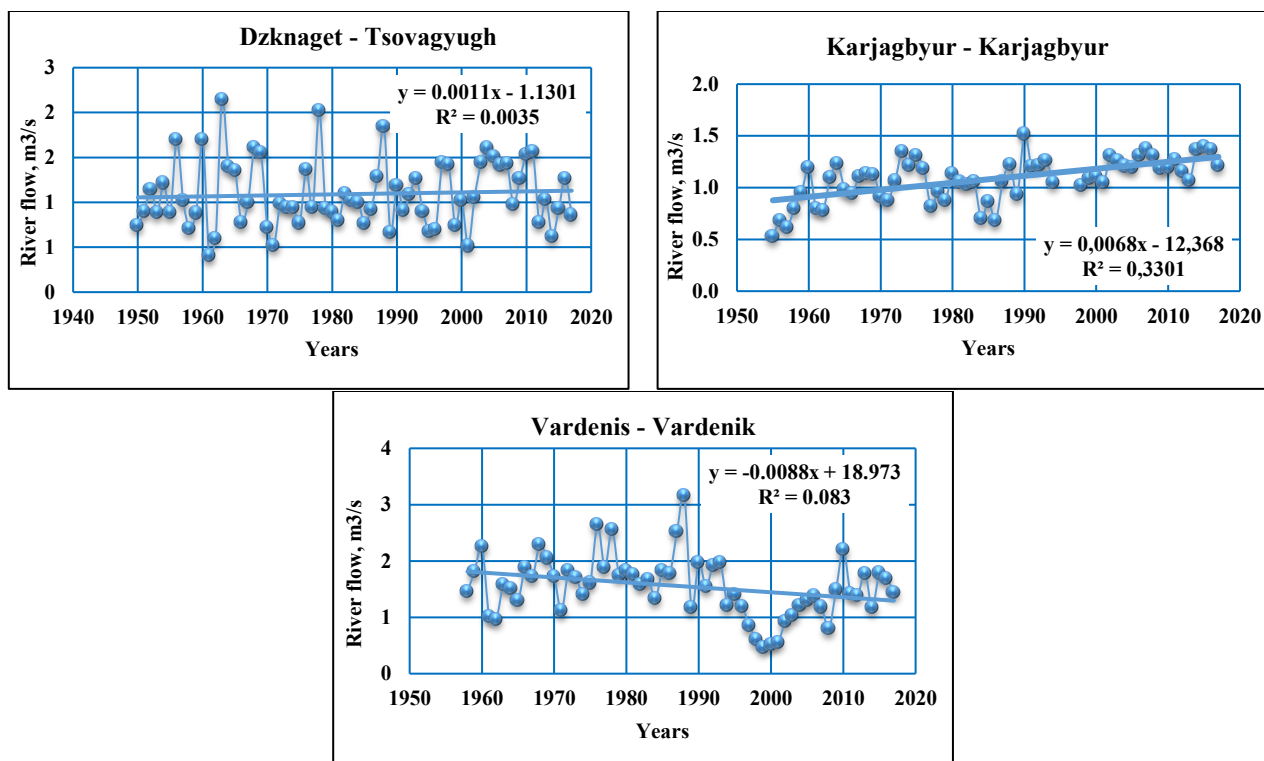 Dzknaget - Tsovagyugh
y = 0.0011x - 1.1301
R² = 0.0035
River flow, m3/s
3
2
2
1
1
0
1940 1950 1960 1970 1980 1990 2000 2010 2020
Years
Karjagbyur - Karjagbyur
y = 0,0068x - 12,368
R² = 0,3301
River flow, m3/s
2.0
1.5
1.0
0.5
0.0
1950 1960 1970 1980 1990 2000 2010 2020
Years
Vardenis - Vardenik
y = -0.0088x + 18.973
R² = 0.083
River flow, m3/s
4
3
2
1
0
1950 1960 1970 1980 1990 2000 2010 2020
Years